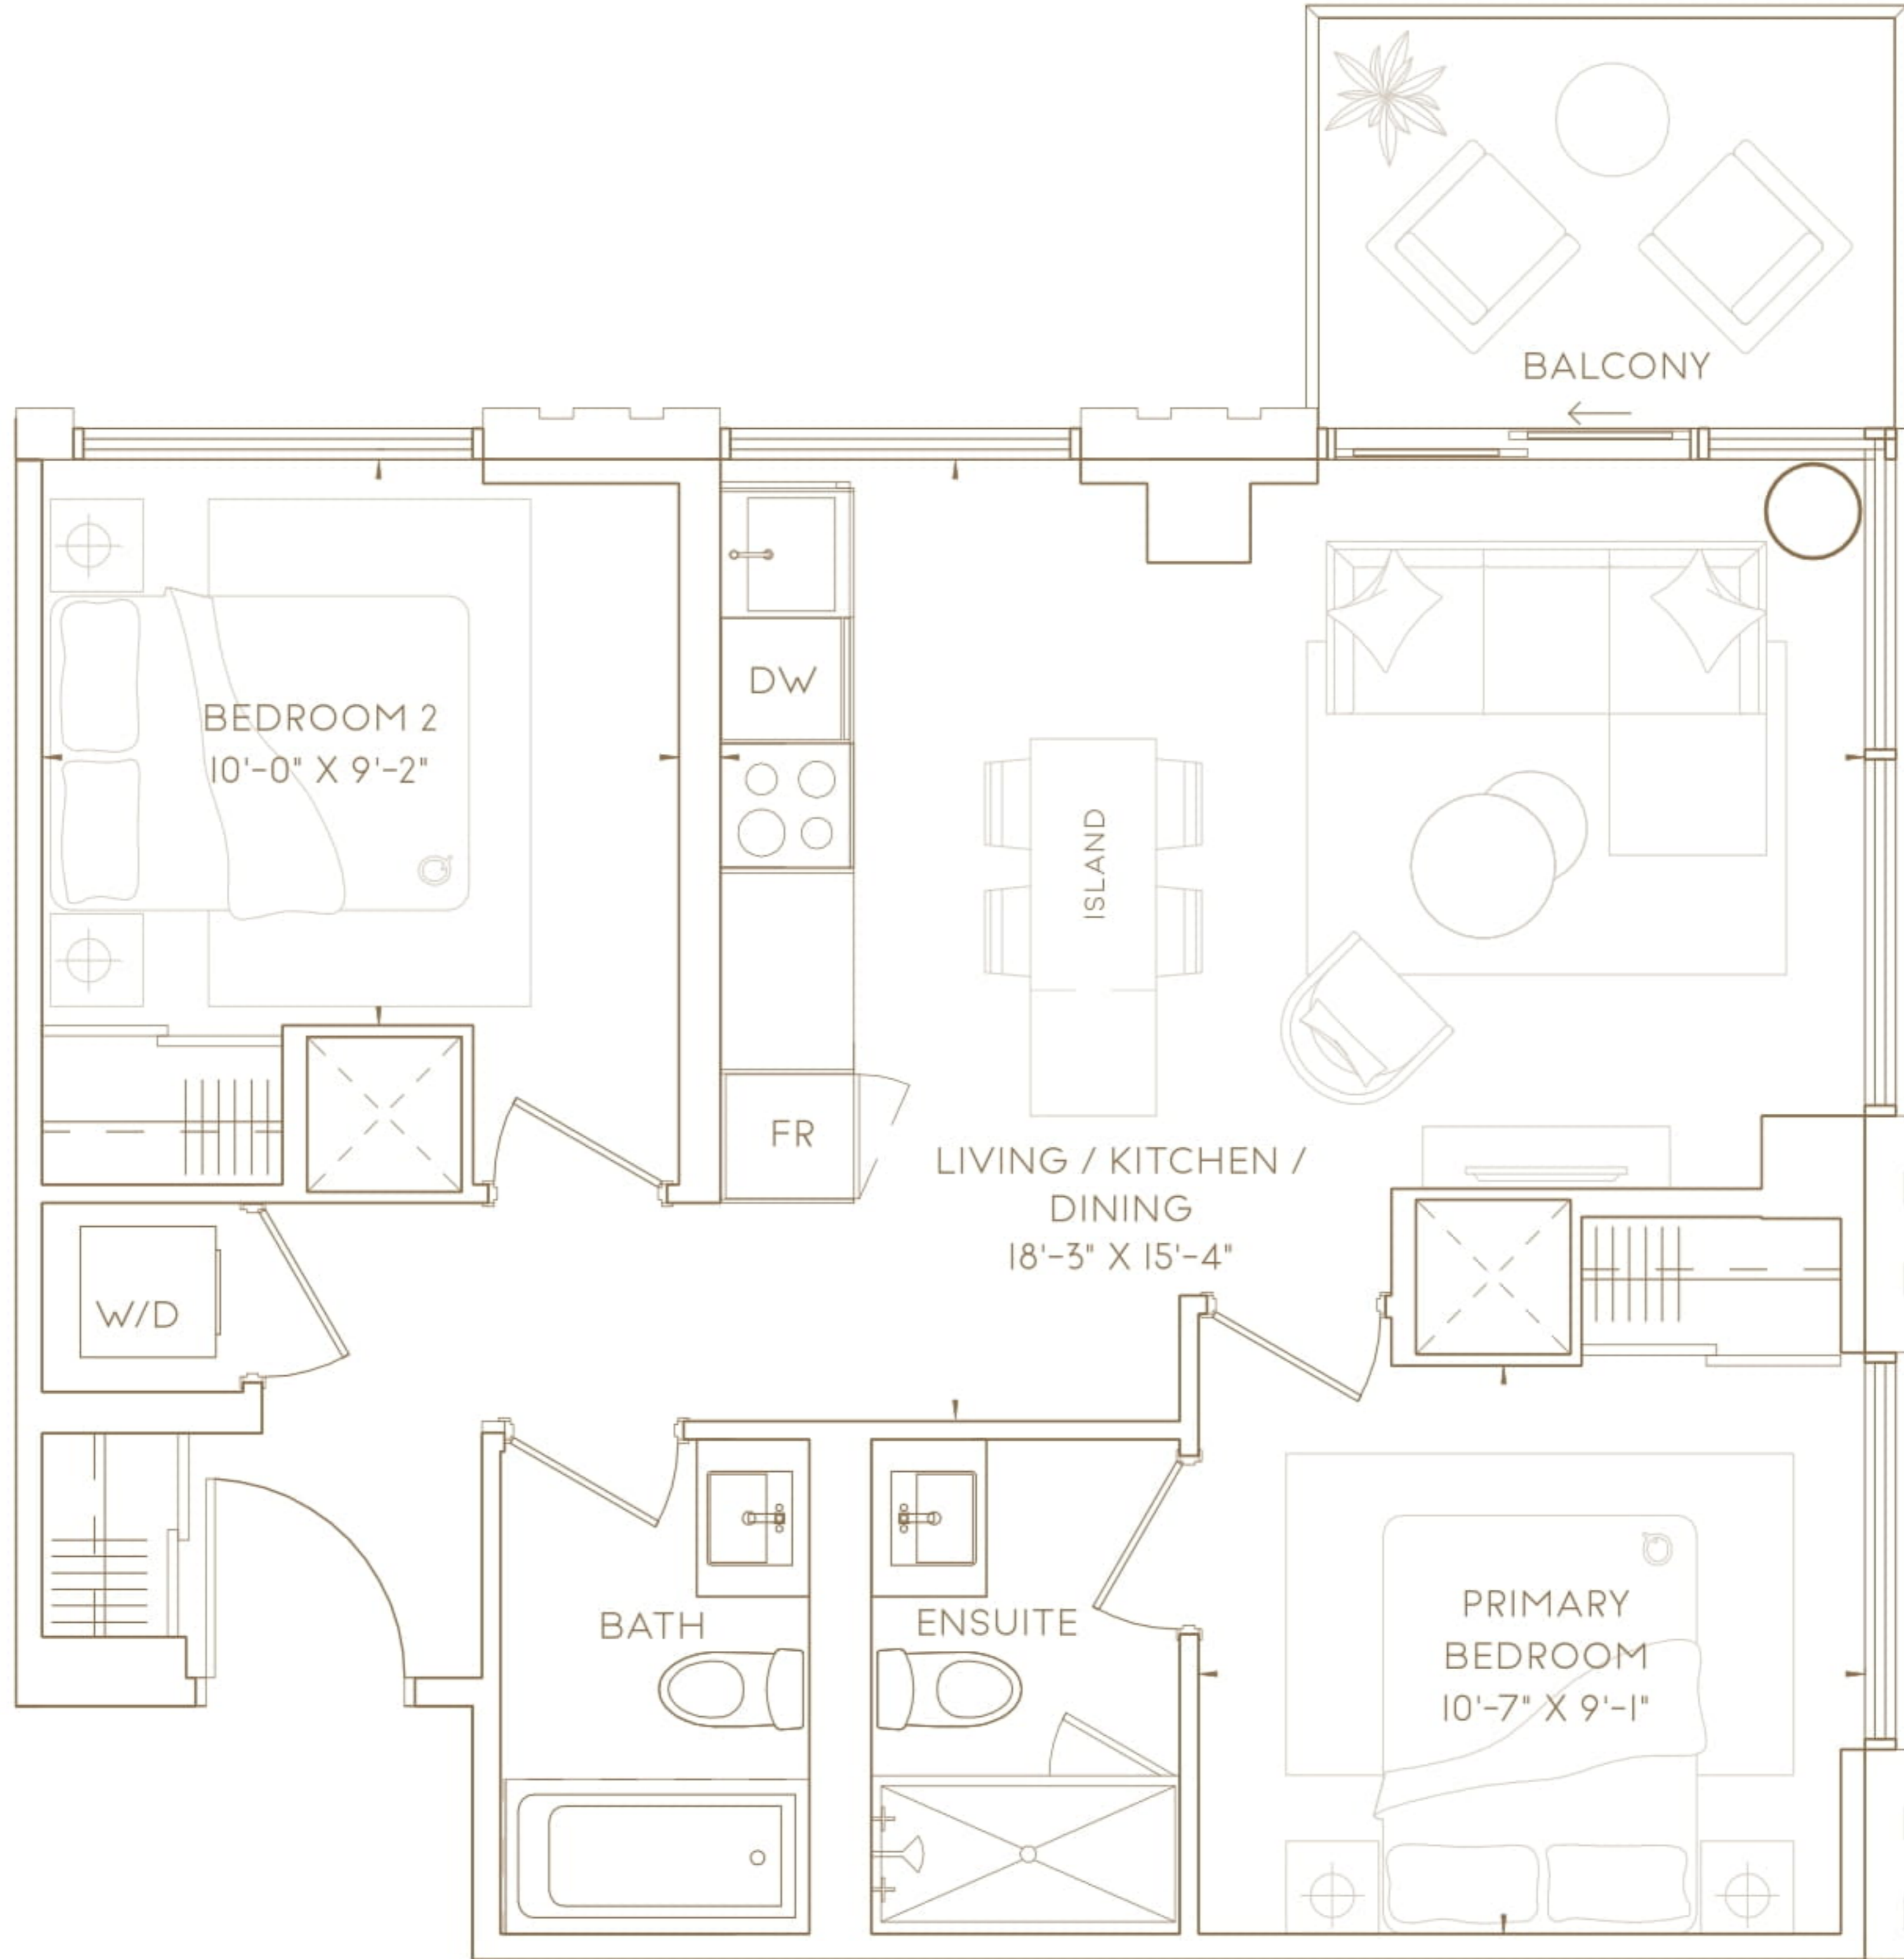 BALCONY
BEDROOM 2
10'-0" X 9'-2"
DW
ISLAND
FR
LIVING / KITCHEN /
DINING
18'-3" X 15'-4"
W/D
BATH
ENSUITE
PRIMARY
BEDROOM
10'-7" X 9'-1"